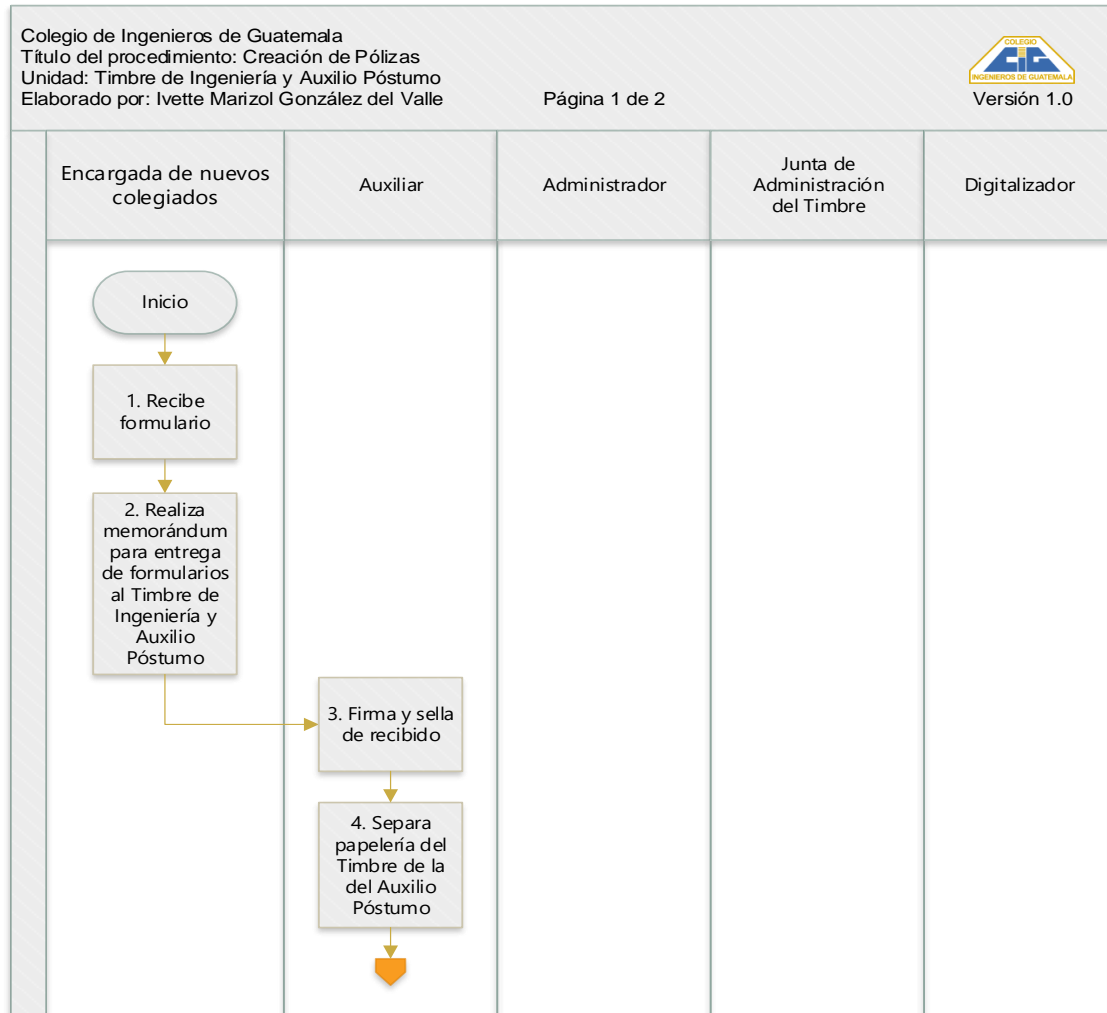 Colegio de Ingenieros de Guatemala
Título del procedimiento: Creación de Pólizas
Unidad: Timbre de Ingeniería y Auxilio Póstumo
Elaborado por: Ivette Marizol González del Valle
Página 1 de 2
COLEGIO
CIG
INGENIEROS DE GUATEMALA
Versión 1.0
Encargada de nuevos
colegiados
Auxiliar
Administrador
Junta de
Administración
del Timbre
Digitalizador
Inicio
1. Recibe
formulario
2. Realiza
memorándum
para entrega
de formularios
al Timbre de
Ingeniería y
Auxilio
Póstumo
3. Firma y sella
de recibido
4. Separa
papelería del
Timbre de la
del Auxilio
Póstumo